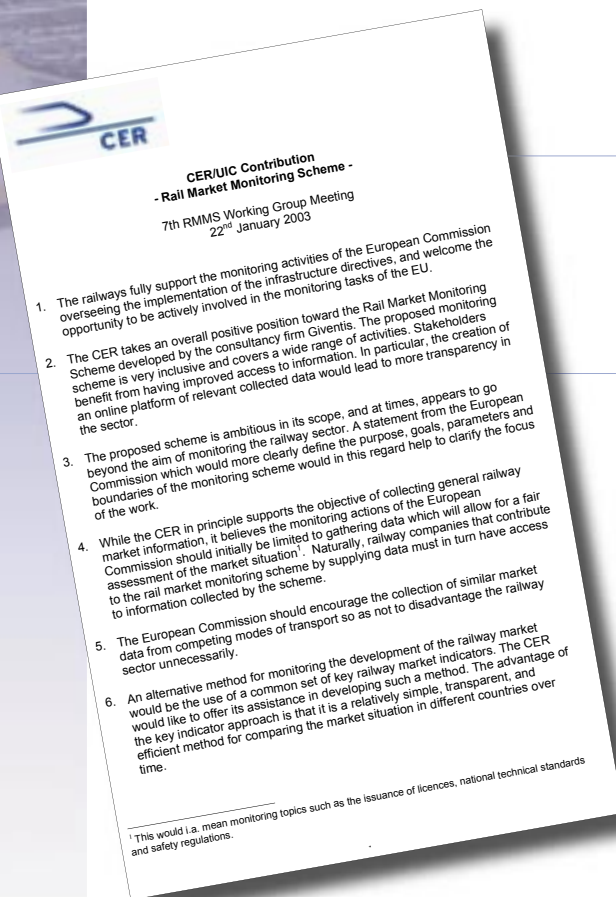 CER
CER/UIC Contribution
- Rail Market Monitoring Scheme -
7th RMMS Working Group Meeting
22nd January 2003
1. The railways fully support the monitoring activities of the European Commission
overseeing the implementation of the infrastructure directives, and welcome the
opportunity to be actively involved in the monitoring tasks of the EU.
2. The CER takes an overall positive position toward the Rail Market Monitoring
Scheme developed by the consultancy firm Giventis. The proposed monitoring
scheme is very inclusive and covers a wide range of activities. Stakeholders
benefit from having improved access to information. In particular, the creation of
an online platform of relevant collected data would lead to more transparency in
the sector.
3. The proposed scheme is ambitious in its scope, and at times, appears to go
beyond the aim of monitoring the railway sector. A statement from the European
Commission which would more clearly define the purpose, goals, parameters and
boundaries of the monitoring scheme would in this regard help to clarify the focus
of the work.
4. While the CER in principle supports the objective of collecting general railway
market information, it believes the monitoring actions of the European
Commission should initially be limited to gathering data which will allow for a fair
assessment of the market situation1. Naturally, railway companies that contribute
to the rail market monitoring scheme by supplying data must in turn have access
to information collected by the scheme.
5. The European Commission should encourage the collection of similar market
data from competing modes of transport so as not to disadvantage the railway
sector unnecessarily.
6. An alternative method for monitoring the development of the railway market
would be the use of a common set of key railway market indicators. The CER
would like to offer its assistance in developing such a method. The advantage of
the key indicator approach is that it is a relatively simple, transparent, and
efficient method for comparing the market situation in different countries over
time.
1 This would i.a. mean monitoring topics such as the issuance of licences, national technical standards
and safety regulations.